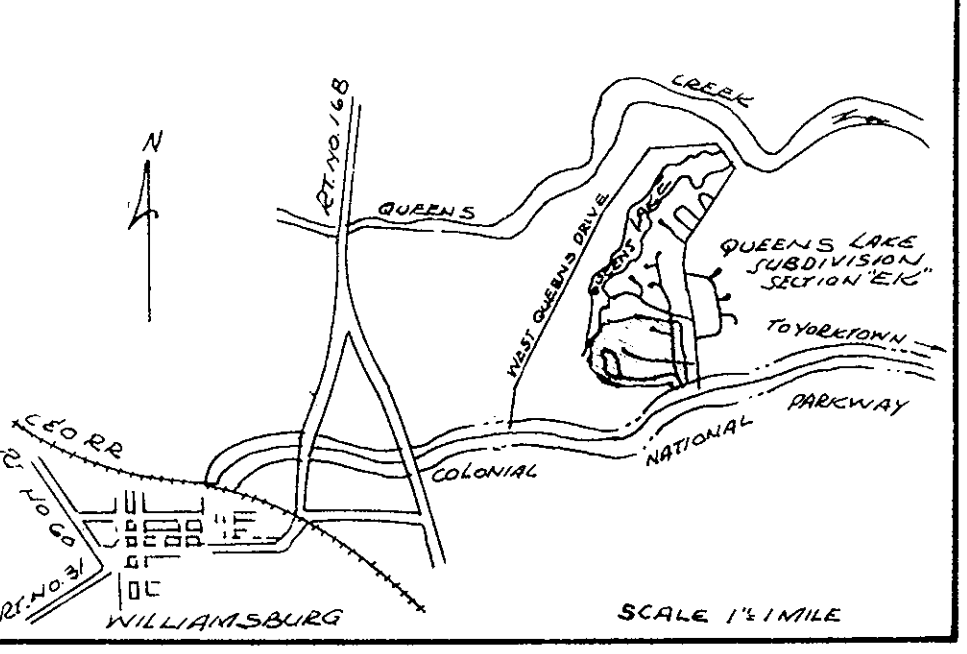 CREEK
N
RT. NO. 168
QUEENS
WEST QUEENS DRIVE
QUEENS LAKE
QUEENS LAKE
SUBDIVISION
SECTION "EK"
TO YORKTOWN
PARKWAY
NATIONAL
COLONIAL
C & O RR
RT. NO 60
RT. NO. 31
WILLIAMSBURG
SCALE 1"= 1 MILE